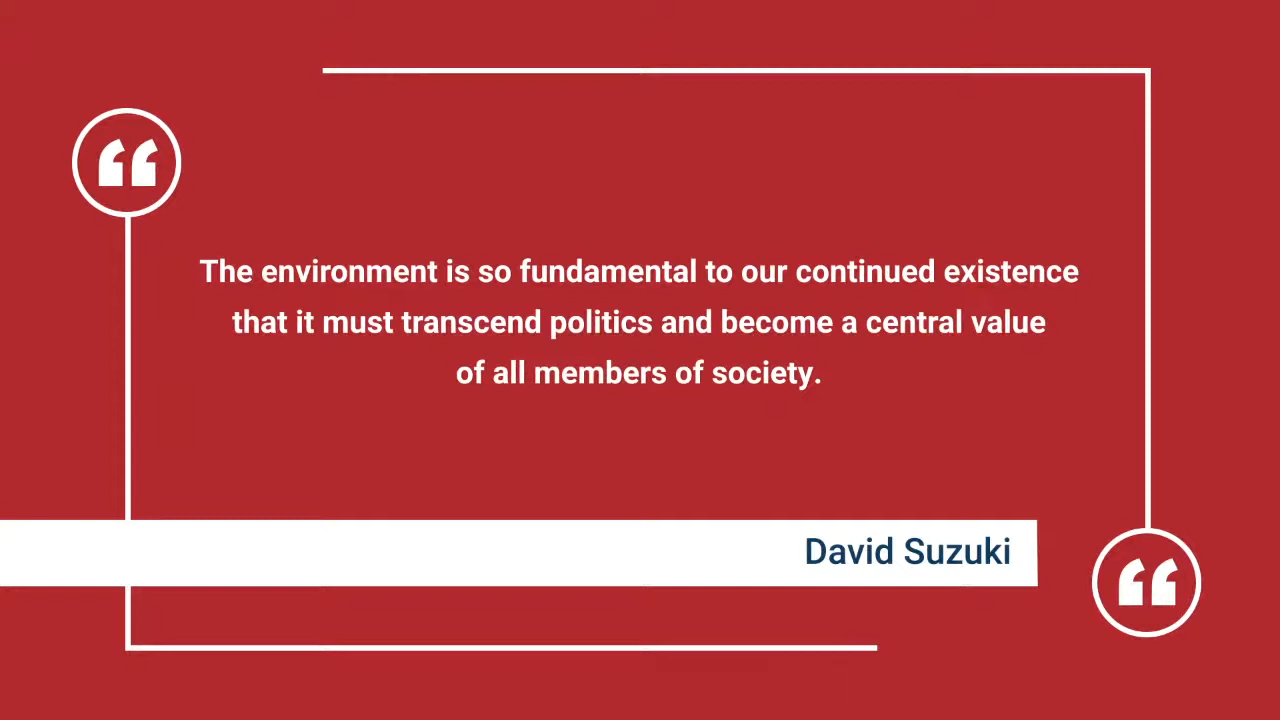 The environment is so fundamental to our continued existence
that it must transcend politics and become a central value
of all members of society.
David Suzuki